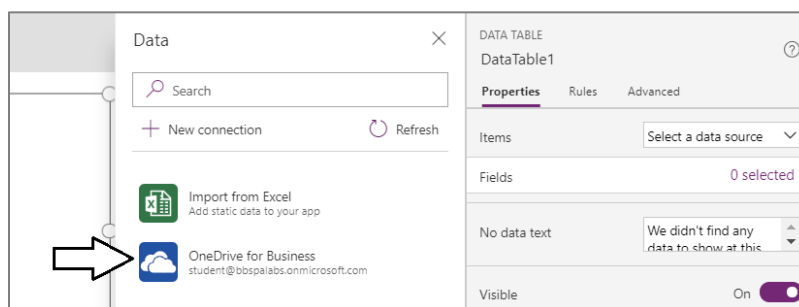 Data
Search
New connection
Refresh
Import from Excel
Add static data to your app
OneDrive for Business
student@bbspalabs.onmicrosoft.com
DATA TABLE
DataTable1
?
Properties Rules Advanced
Items
Select a data source
Fields
0 selected
No data text
We didn't find any
data to show at this
Visible
On